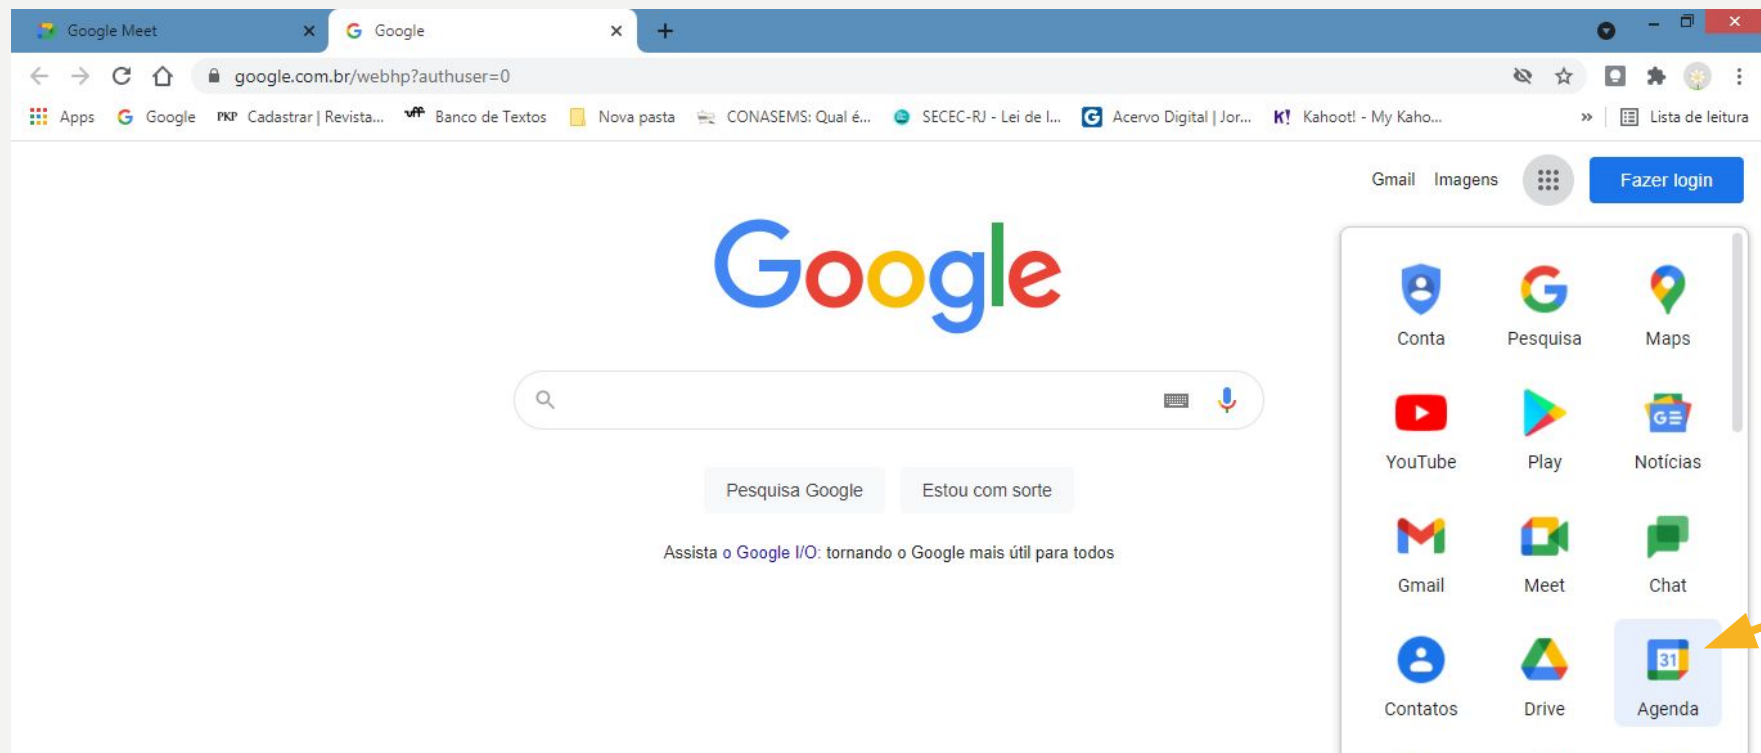 Google Meet
Google
google.com.br/webhp?authuser=0
Apps Google PKP Cadastrar | Revista... uff Banco de Textos Nova pasta CONASEMS: Qual é... SECEC-RJ - Lei de I... G Acervo Digital | Jor... K! Kahoot! - My Kaho... » Lista de leitura
Gmail Imagens Fazer login
Google
Conta Pesquisa Maps
GE
YouTube Play Notícias
Pesquisa Google Estou com sorte
Assista o Google I/O: tornando o Google mais útil para todos
Gmail Meet Chat
31
Contatos Drive Agenda